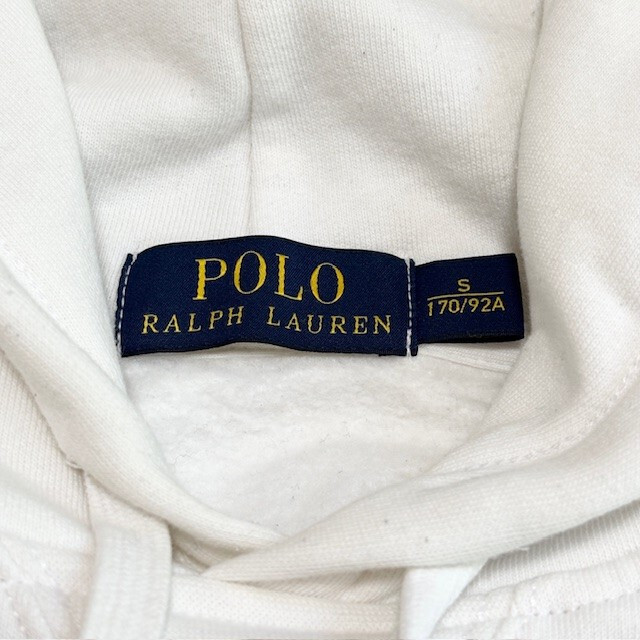 POLO
RALPH LAUREN
S
170/92A